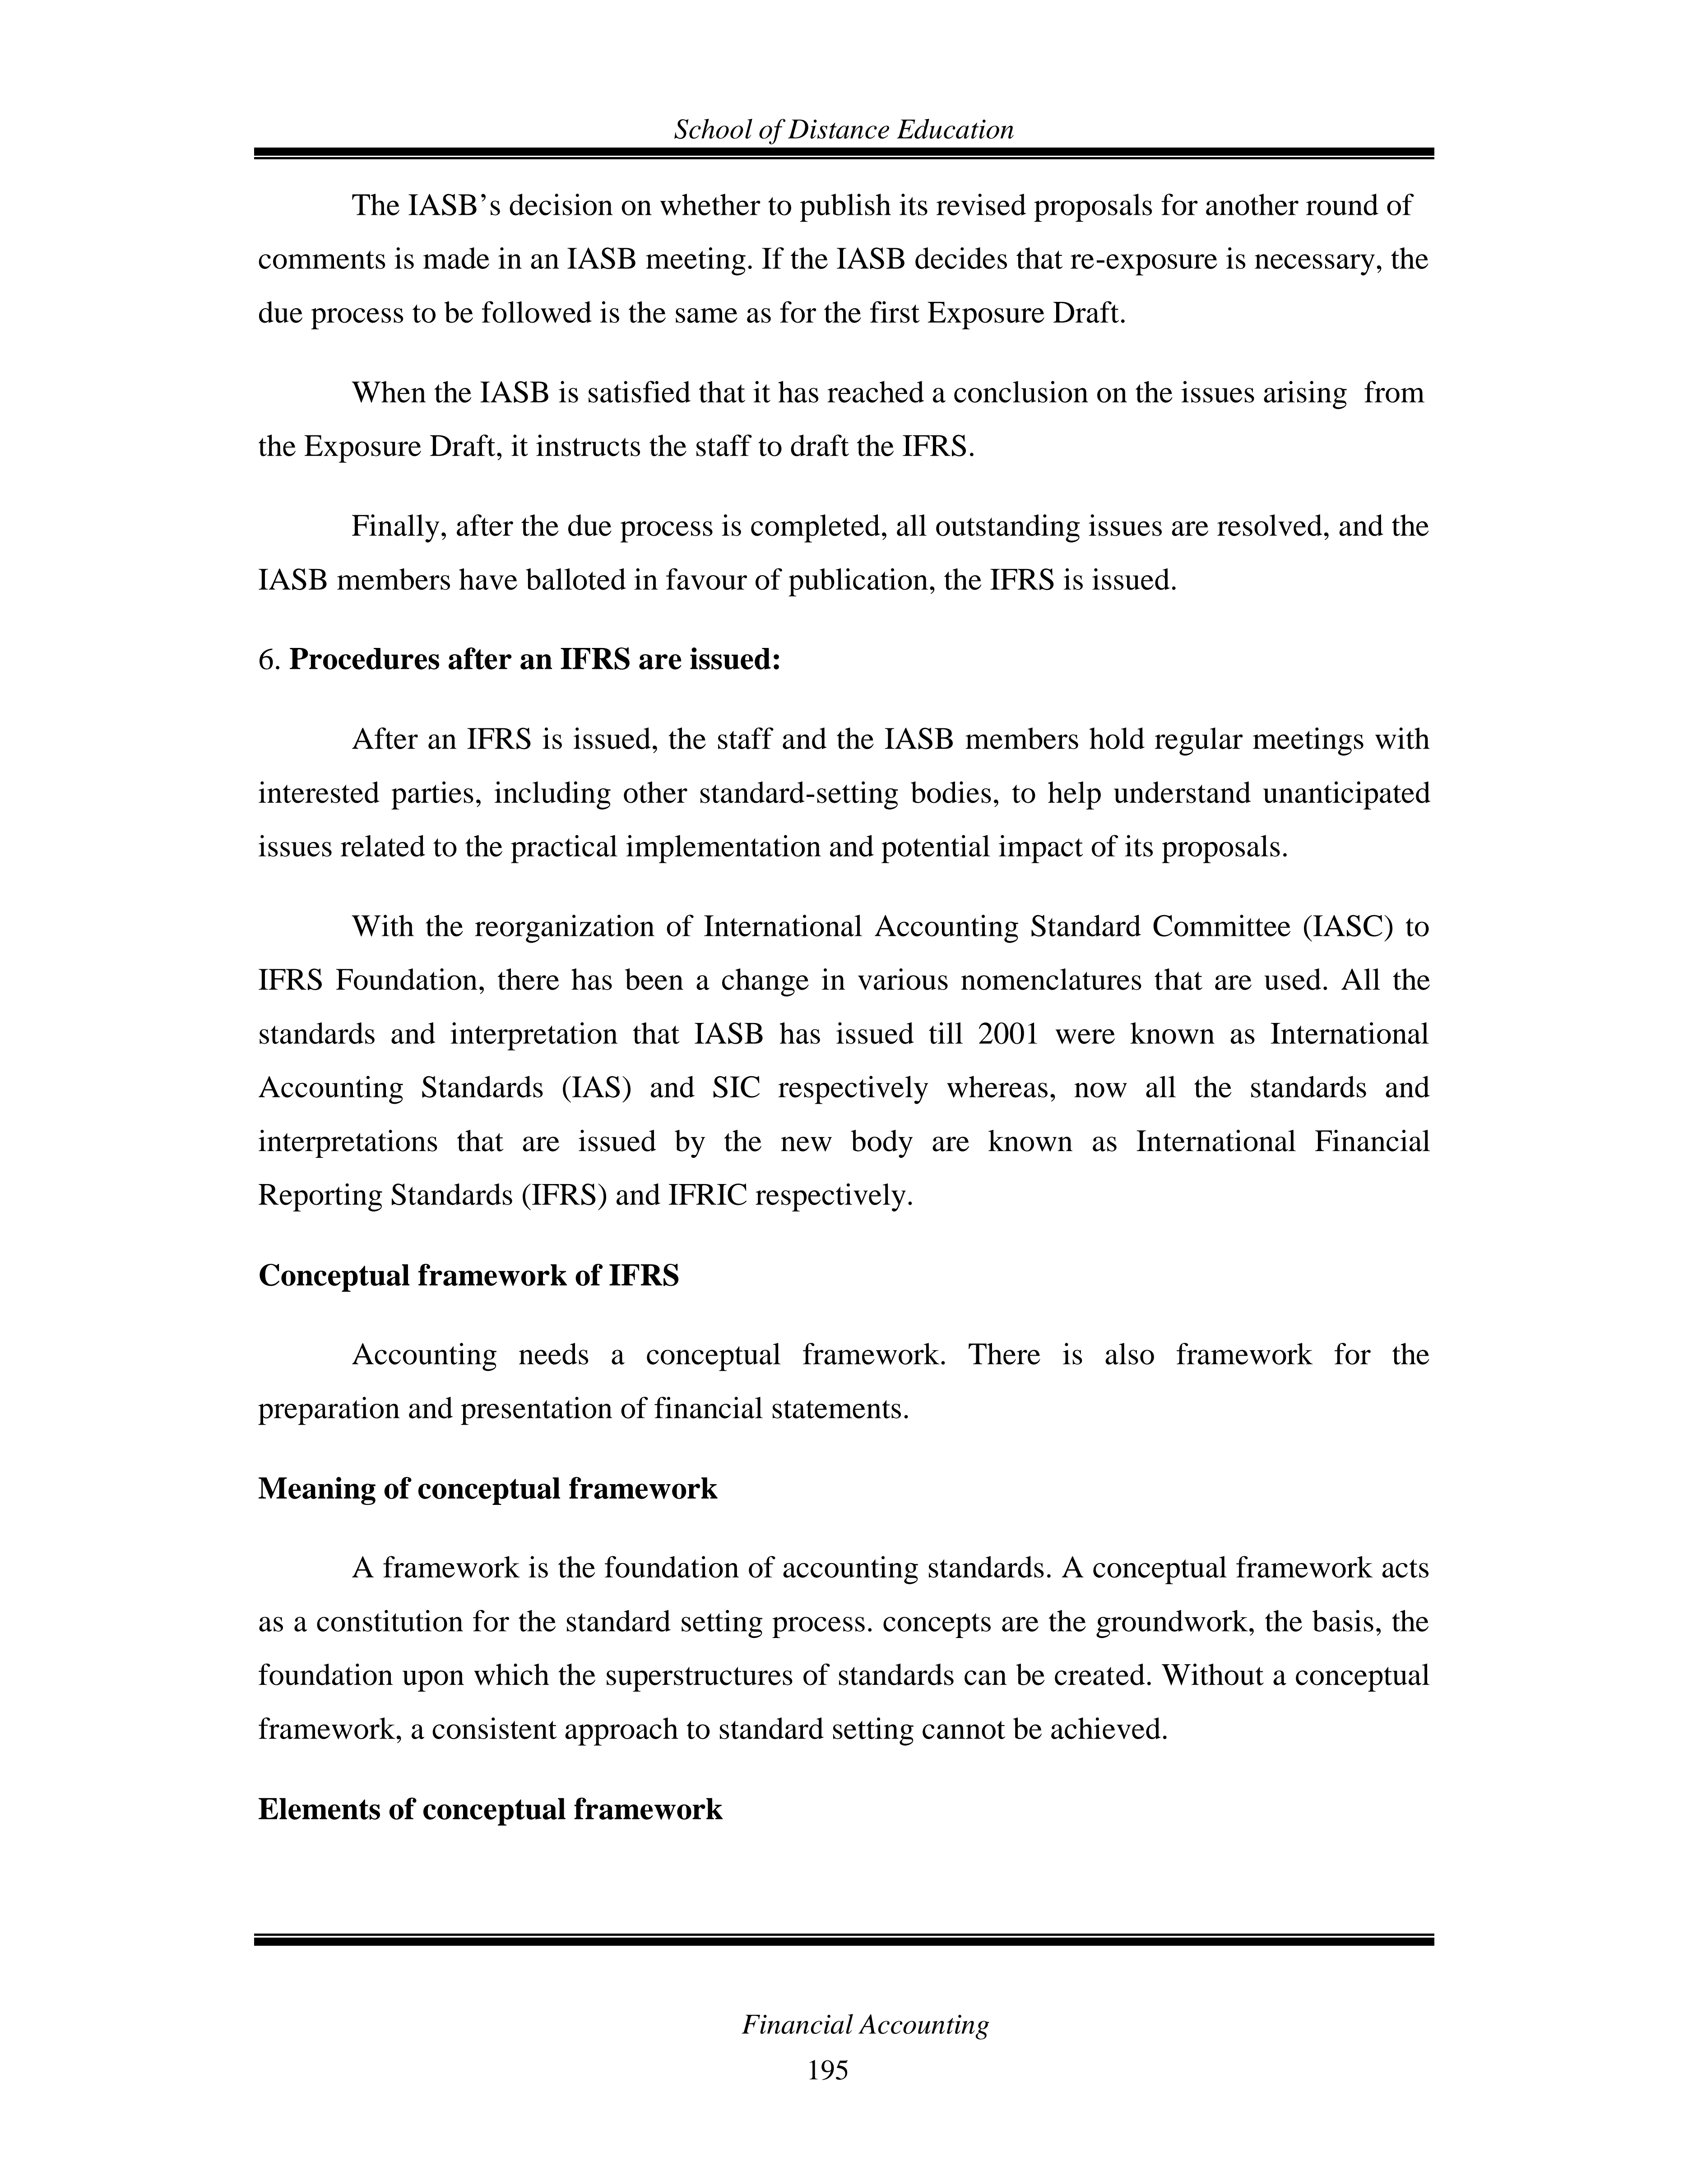 School of Distance Education
The IASB’s decision on whether to publish its revised proposals for another round of
comments is made in an IASB meeting. If the IASB decides that re-exposure is necessary, the
due process to be followed is the same as for the first Exposure Draft.
When the IASB is satisfied that it has reached a conclusion on the issues arising from
the Exposure Draft, it instructs the staff to draft the IFRS.
Finally, after the due process is completed, all outstanding issues are resolved, and the
IASB members have balloted in favour of publication, the IFRS is issued.
6. Procedures after an IFRS are issued:
After an IFRS is issued, the staff and the IASB members hold regular meetings with
interested parties, including other standard-setting bodies, to help understand unanticipated
issues related to the practical implementation and potential impact of its proposals.
With the reorganization of International Accounting Standard Committee (IASC) to
IFRS Foundation, there has been a change in various nomenclatures that are used. All the
standards and interpretation that IASB has issued till 2001 were known as International
Accounting Standards (IAS) and SIC respectively whereas, now all the standards and
interpretations that are issued by the new body are known as International Financial
Reporting Standards (IFRS) and IFRIC respectively.
Conceptual framework of IFRS
Accounting needs a conceptual framework. There is also framework for the
preparation and presentation of financial statements.
Meaning of conceptual framework
A framework is the foundation of accounting standards. A conceptual framework acts
as a constitution for the standard setting process. concepts are the groundwork, the basis, the
foundation upon which the superstructures of standards can be created. Without a conceptual
framework, a consistent approach to standard setting cannot be achieved.
Elements of conceptual framework
Financial Accounting
195